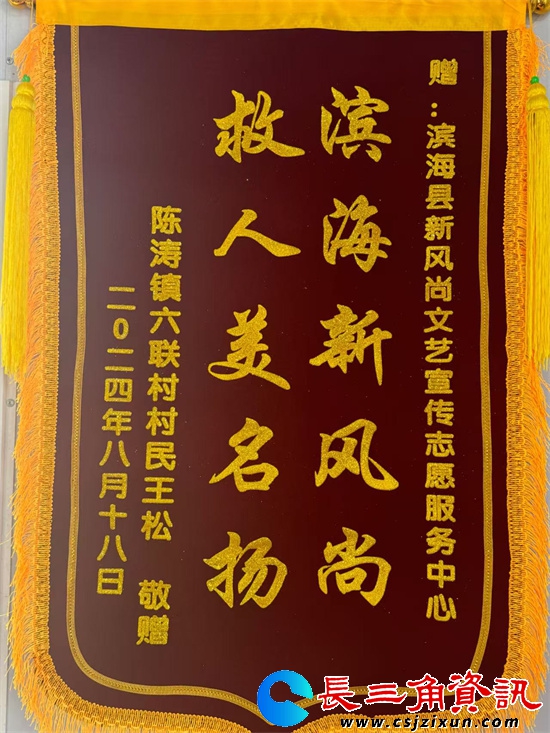 赠：滨海县新风尚文艺宣传志愿服务中心
滨海新风尚
救人美名扬
陈涛镇六联村村民王松 敬赠
二0二四年八月十八日
長三角資訊
www.csjzixun.com